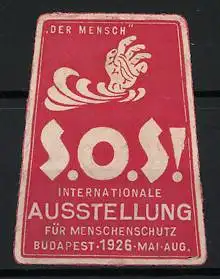 „DER MENSCH"
S.O.S!
INTERNATIONALE
AUSSTELLUNG
FÜR MENSCHENSCHUTZ
BUDAPEST·1926·MAI-AUG.